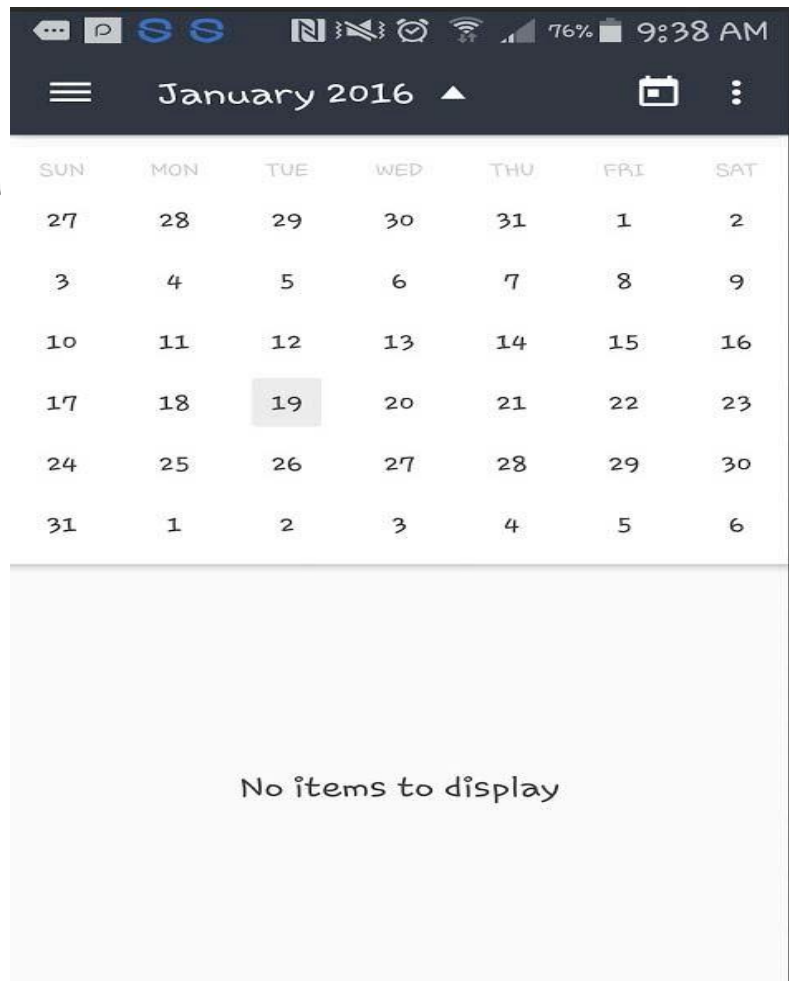 76% 9:38 AM
January 2016
SUN MON TUE WED THU FRI SAT
27 28 29 30 31 1 2
3 4 5 6 7 8 9
10 11 12 13 14 15 16
17 18 19 20 21 22 23
24 25 26 27 28 29 30
31 1 2 3 4 5 6
No items to display